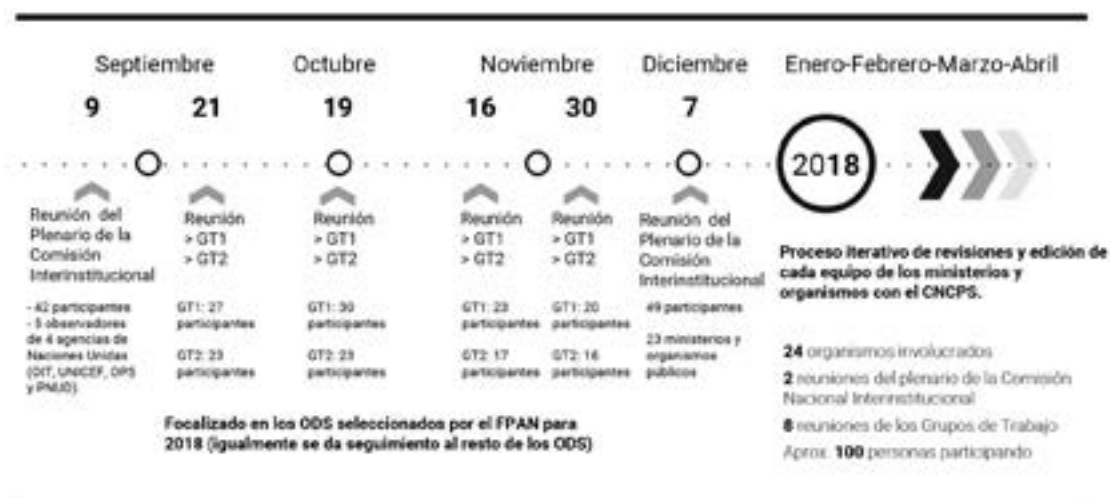 Septiembre Octubre Noviembre Diciembre Enero-Febrero-Marzo-Abril
9 21 19 16 30 7
2018
Reunión del
Plenario de la
Comisión
Interinstitucional
- 42 participantes
- 5 observadores
de 4 agencias de
Naciones Unidas
(OIT, UNICEF, OPS
y PNUD)
Reunión
> GT1
> GT2
GT1: 27
participantes
GT2: 23
participantes
Reunión
> GT1
> GT2
GT1: 30
participantes
GT2: 23
participantes
Reunión
> GT1
> GT2
GT1: 23
participantes
GT2: 17
participantes
Reunión
> GT1
> GT2
GT1: 20
participantes
GT2: 16
participantes
Reunión del
Plenario de la
Comisión
Interinstitucional
49 participantes
23 ministerios y
organismos
públicos
Focalizado en los ODS seleccionados por el FPAN para
2018 (igualmente se da seguimiento al resto de los ODS)
Proceso iterativo de revisiones y edición de
cada equipo de los ministerios y
organismos con el CNCPS.
24 organismos involucrados
2 reuniones del plenario de la Comisión
Nacional Interinstitucional
8 reuniones de los Grupos de Trabajo
Aprox. 100 personas participando